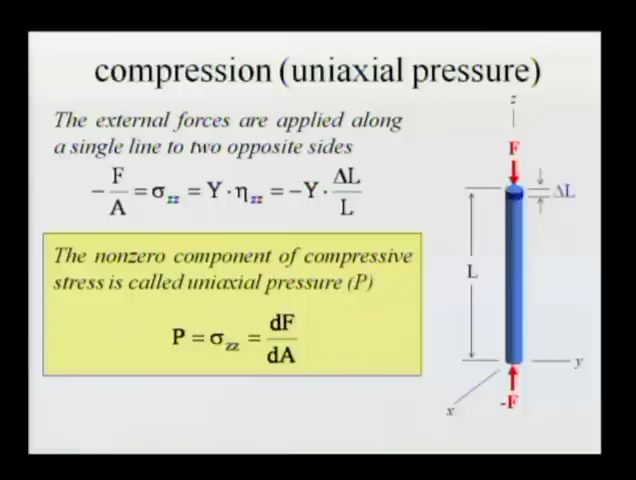 compression (uniaxial pressure)
The external forces are applied along
a single line to two opposite sides
- F/A = σzz = Y · ηzz = -Y · ΔL/L
The nonzero component of compressive
stress is called uniaxial pressure (P)
P = σzz = dF/dA
z
F
ΔL
L
y
x
-F